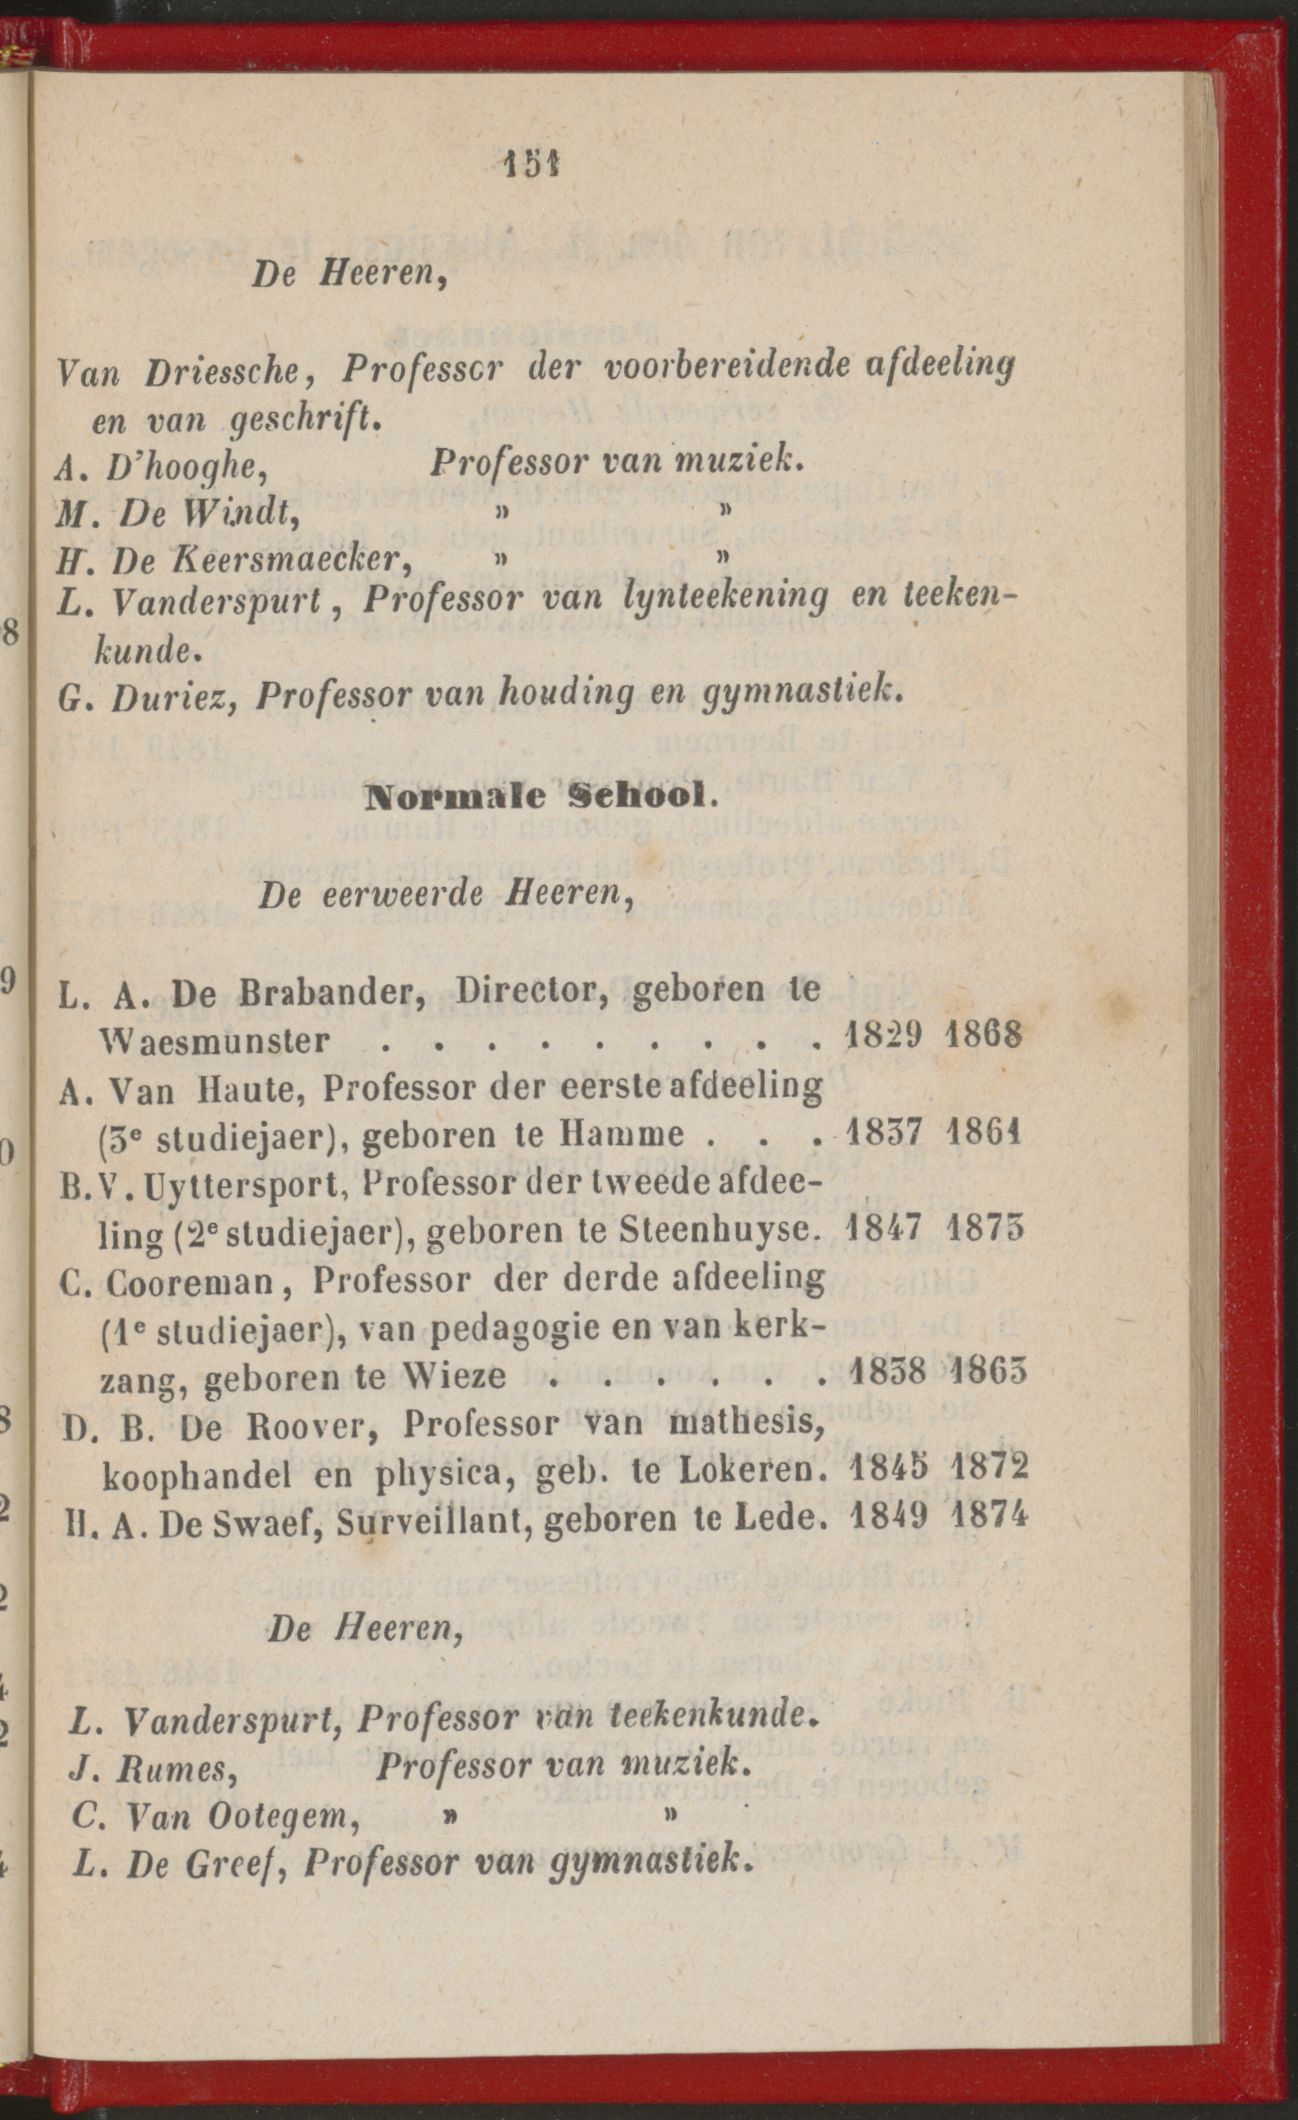 151
De Heeren,
Van Driessche, Professor der voorbereidende afdeeling
en van geschrift.
A. D'hooghe, Professor van muziek.
M. De Windt, » »
H. De Keersmaecker, » »
L. Vanderspurt, Professor van lynteekening en teeken-
kunde.
G. Duriez, Professor van houding en gymnastiek.
Normale School.
De eerweerde Heeren,
L. A. De Brabander, Director, geboren te
Waesmunster . . . . . . . . . 1829 1868
A. Van Haute, Professor der eerste afdeeling
(3e studiejaer), geboren te Hamme . . . 1837 1861
B. V. Uyttersport, Professor der tweede afdee-
ling (2e studiejaer), geboren te Steenhuyse. 1847 1873
C. Cooreman, Professor der derde afdeeling
(1e studiejaer), van pedagogie en van kerk-
zang, geboren te Wieze . . . . . . 1838 1863
D. B. De Roover, Professor van mathesis,
koophandel en physica, geb. te Lokeren. 1845 1872
H. A. De Swaef, Surveillant, geboren te Lede. 1849 1874
De Heeren,
L. Vanderspurt, Professor van teekenkunde.
J. Rumes, Professor van muziek.
C. Van Ootegem, » »
L. De Greef, Professor van gymnastiek.